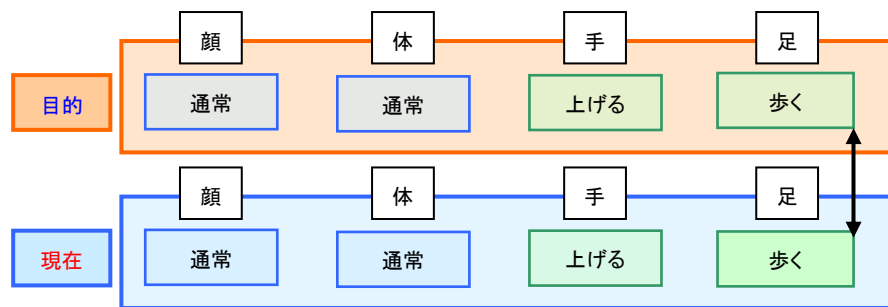 顔 体 手 足
目的 通常 通常 上げる 歩く
顔 体 手 足
現在 通常 通常 上げる 歩く